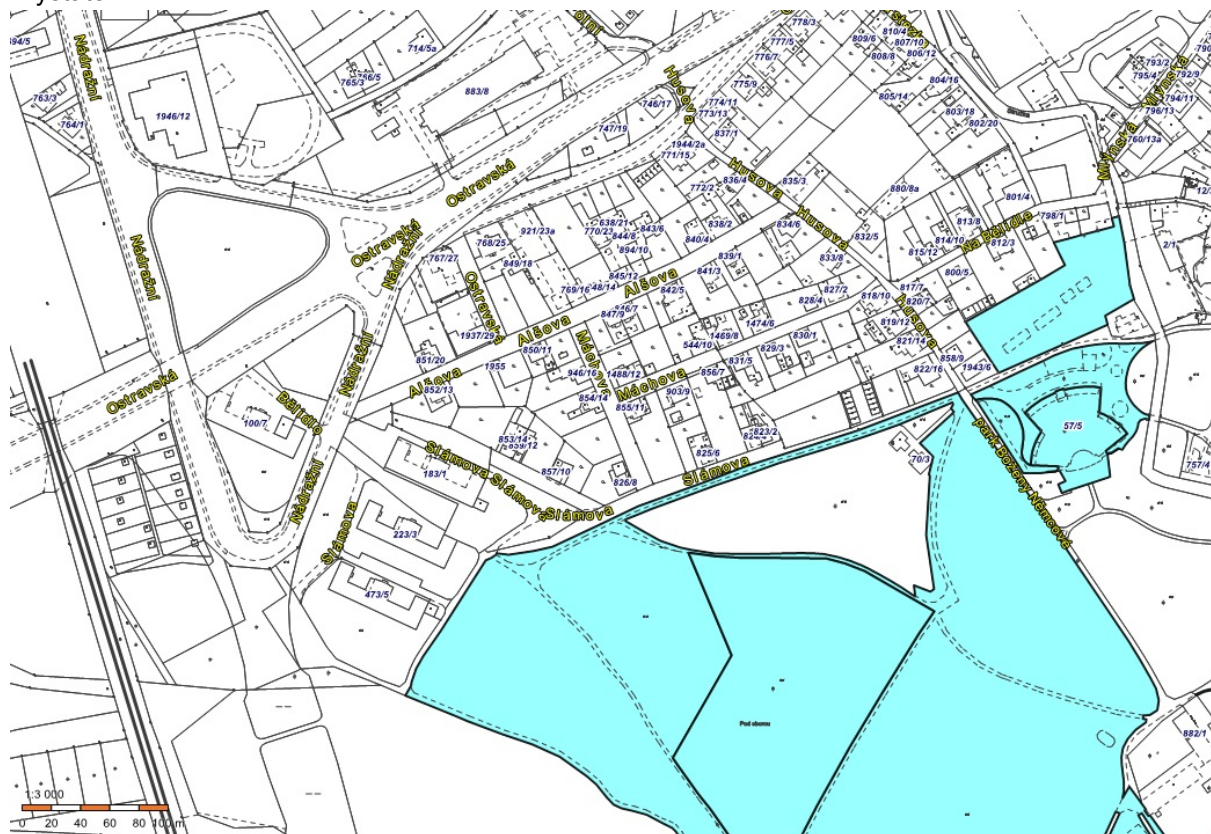 694/5
Nádražní
1946/12
763/3
764/1
765/3
766/5
714/5a
883/8
746/17
747/19
Husova
778/3
777/5
776/7
775/9
774/11
773/13
837/1
1944/2a
771/15
809/6
810/4
807/10
806/12
808/8
805/14
804/16
803/18
802/20
793/2
795/4
792/9
794/11
796/13
760/13a
Mlýnská
Mlýnská
Ostravská
Ostravská
Nádražní
Nádražní
772/2
836/4
Husova
835/3
Husova
880/8a
801/4
798/1
813/8
Na Bělidle
812/3
814/10
815/12
800/5
2/1
768/25
767/27
921/23a
849/18
638/21
770/23
844/8
843/6
894/10
840/4
838/2
834/6
832/5
833/8
839/1
841/3
845/12
769/16
842/5
847/9
Alšova
Ostravská
1937/29
Alšova
850/11
1955
851/20
852/13
Alšova
Máchova
946/16
1488/12
854/14
855/11
Máchova
903/9
856/7
544/10
1469/8
831/5
1474/6
829/3
830/1
828/4
827/2
818/10
817/7
820/7
819/12
821/14
822/16
Husova
858/9
1943/6
Ostravská
Nádražní
Bělidlo
100/7
Nádražní
Slámova
183/1
223/3
473/5
Slámova
Slámova
Slámova
853/14
857/10
826/8
825/6
823/2
Slámova
70/3
57/5
park Boženy Němcové
757/4
882/1
Pod oborou
1:3 000
0 20 40 60 80 100 m